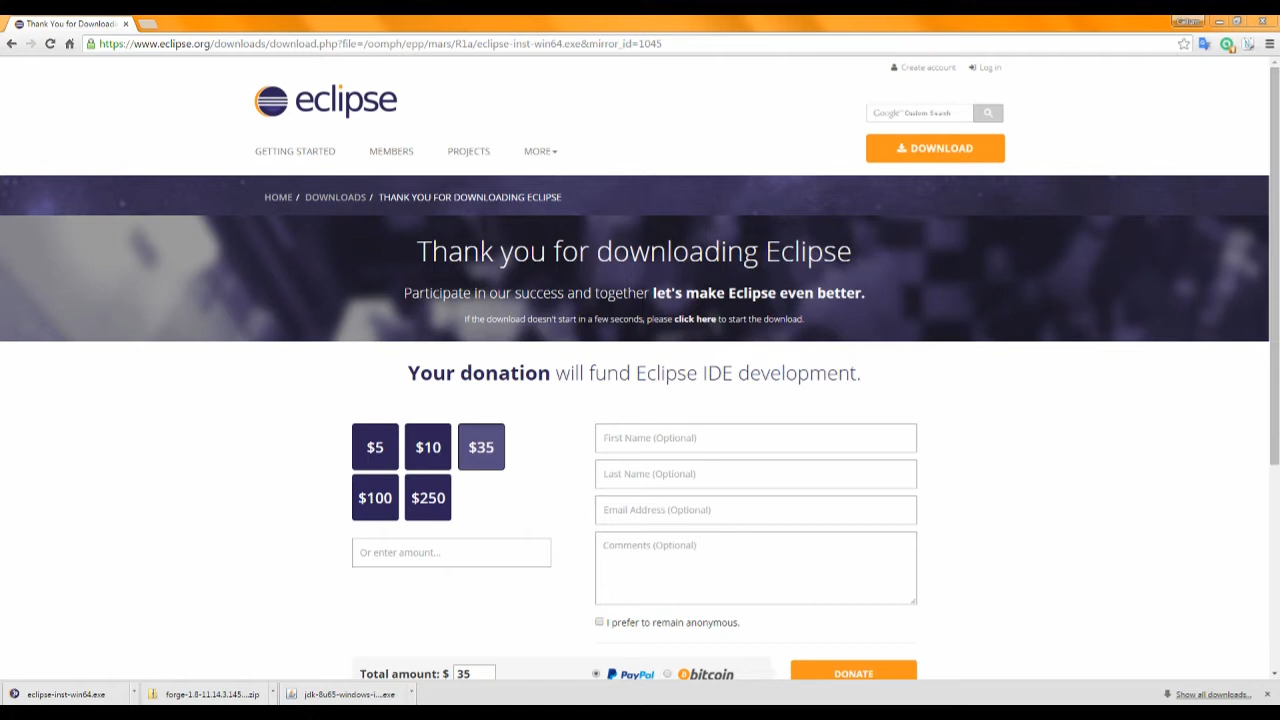 Thank You for Downloadi
https://www.eclipse.org/downloads/download.php?file=/oomph/epp/mars/R1a/eclipse-inst-win64.exe&mirror_id=1045
Create account Log in
eclipse
Google™ Custom Search
GETTING STARTED MEMBERS PROJECTS MORE
DOWNLOAD
HOME / DOWNLOADS / THANK YOU FOR DOWNLOADING ECLIPSE
Thank you for downloading Eclipse
Participate in our success and together let's make Eclipse even better.
If the download doesn't start in a few seconds, please click here to start the download.
Your donation will fund Eclipse IDE development.
$5 $10 $35
$100 $250
Or enter amount...
First Name (Optional)
Last Name (Optional)
Email Address (Optional)
Comments (Optional)
I prefer to remain anonymous.
Total amount: $ 35
PayPal
bitcoin
DONATE
eclipse-inst-win64.exe
forge-1.8-11.14.3.145....zip
jdk-8u65-windows-i....exe
Show all downloads...